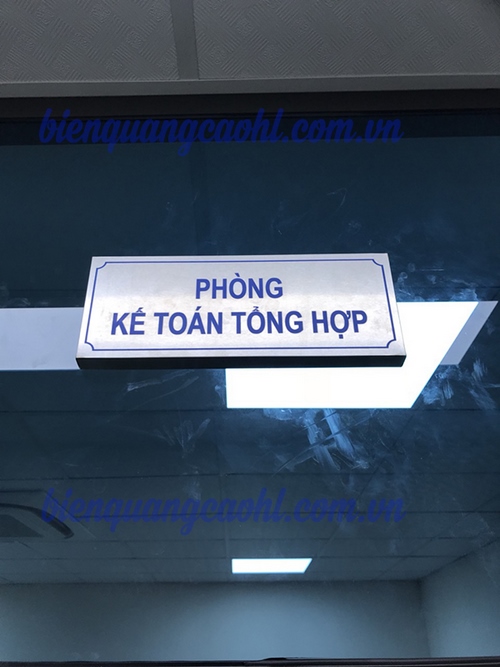 bienquangcaohl.com.vn
PHÒNG
KẾ TOÁN TỔNG HỢP
bienquangcaohl.com.vn